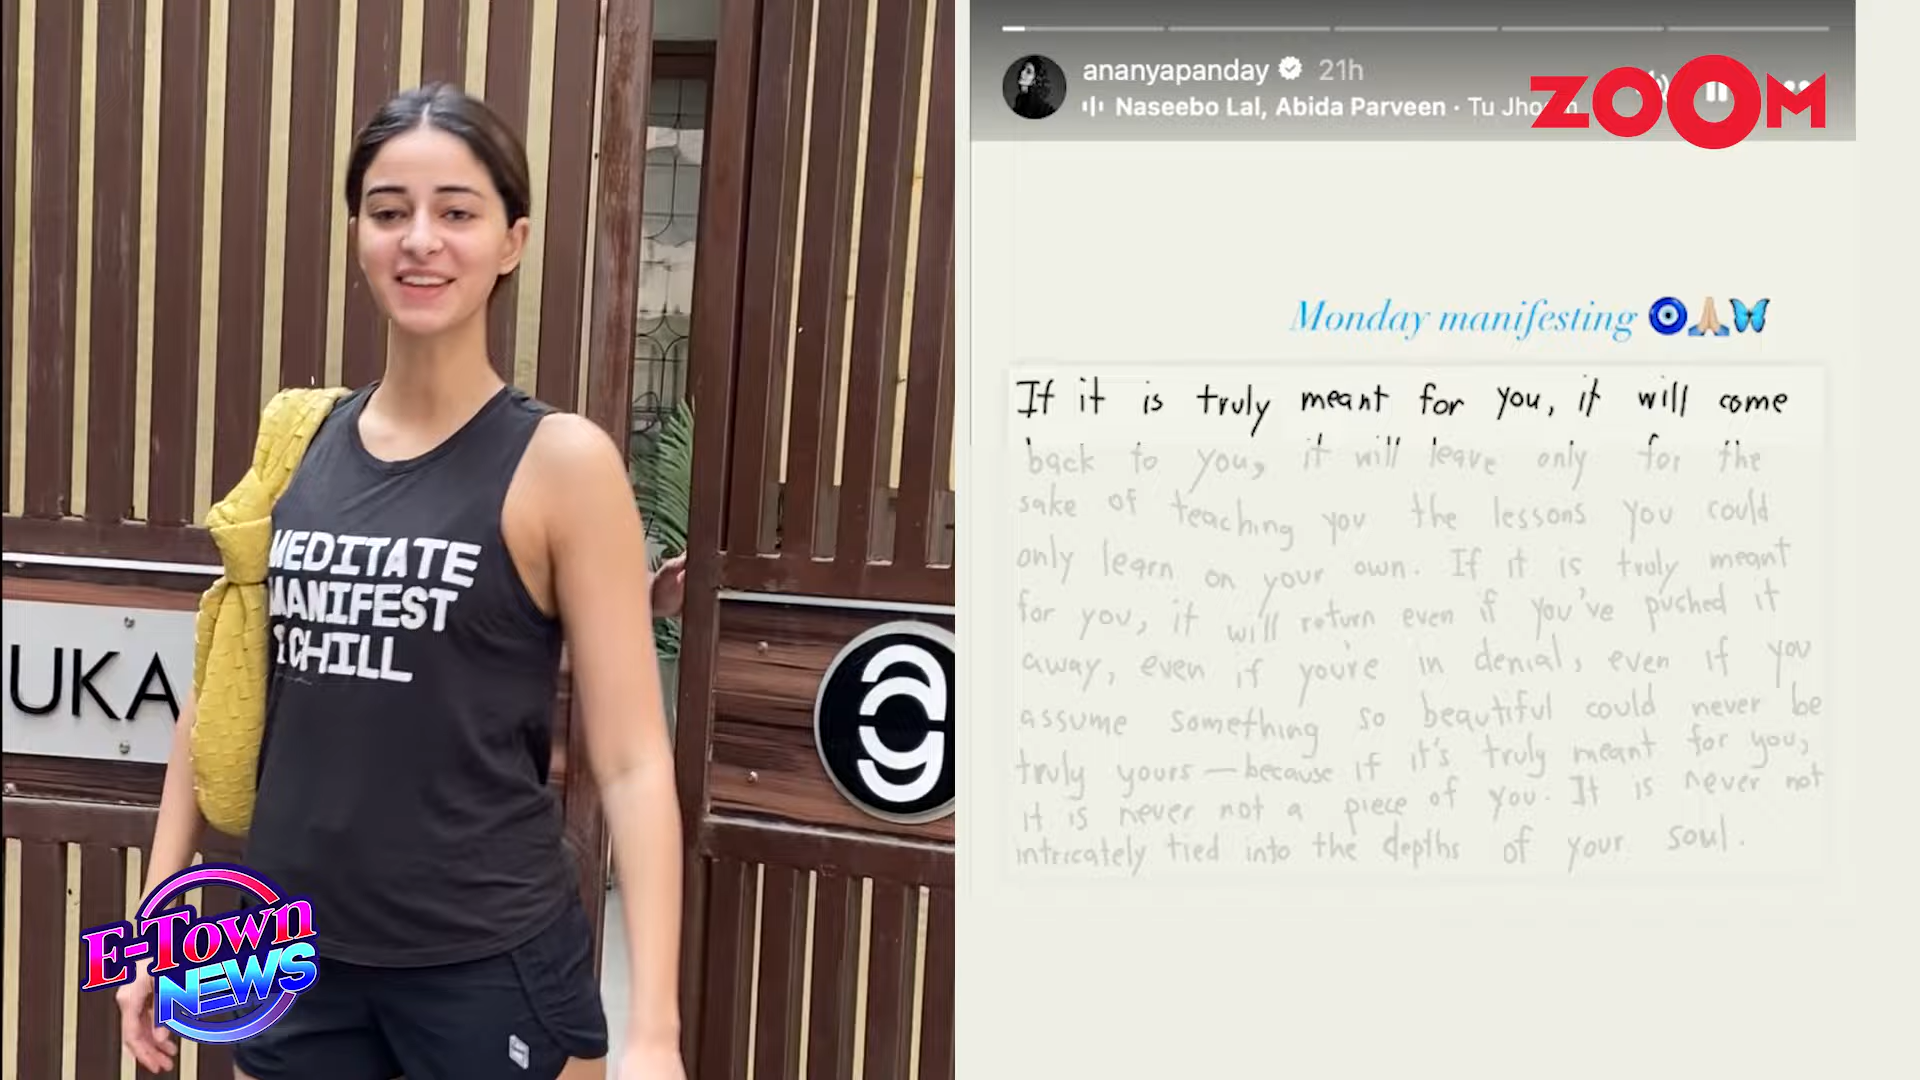 MEDITATE
MANIFEST
& CHILL
UKA
E-TOWN
NEWS
ananyapanday 21h
Naseebo Lal, Abida Parveen · Tu Jho
ZOOM
Monday manifesting 🧿🙏🏼🦋
If it is truly meant for you, it will come
back to you, it will leave only for the
sake of teaching you the lessons you could
only learn on your own. If it is truly meant
for you, it will return even if you've pushed it
away, even if you're in denial, even if you
assume something so beautiful could never be
truly yours — because if it's truly meant for you,
it is never not a piece of you. It is never not
intricately tied into the depths of your soul.